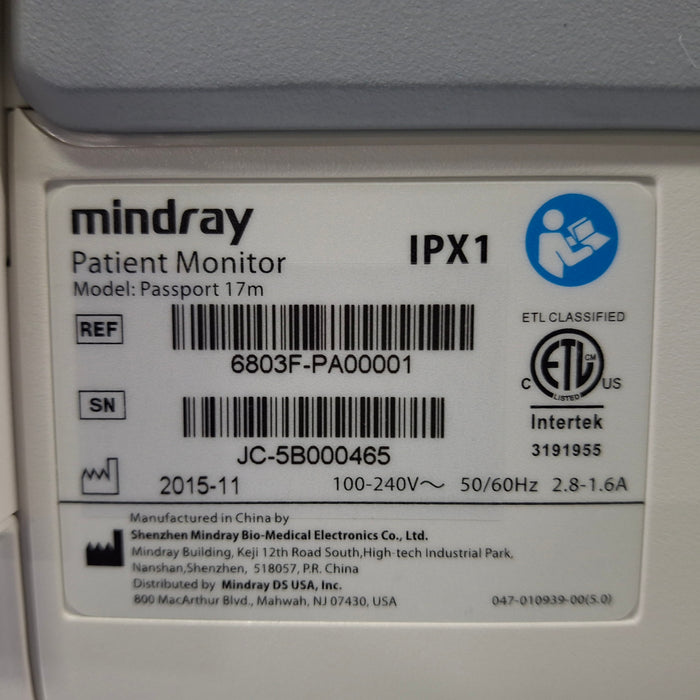 mindray
IPX1
Patient Monitor
Model: Passport 17m
REF
6803F-PA00001
ETL CLASSIFIED
ETL CM
C US
LISTED
Intertek
3191955
SN
JC-5B000465
2015-11 100-240V~ 50/60Hz 2.8-1.6A
Manufactured in China by
Shenzhen Mindray Bio-Medical Electronics Co., Ltd.
Mindray Building, Keji 12th Road South,High-tech Industrial Park,
Nanshan,Shenzhen, 518057, P.R. China
Distributed by Mindray DS USA, Inc.
800 MacArthur Blvd., Mahwah, NJ 07430, USA
047-010939-00(5.0)